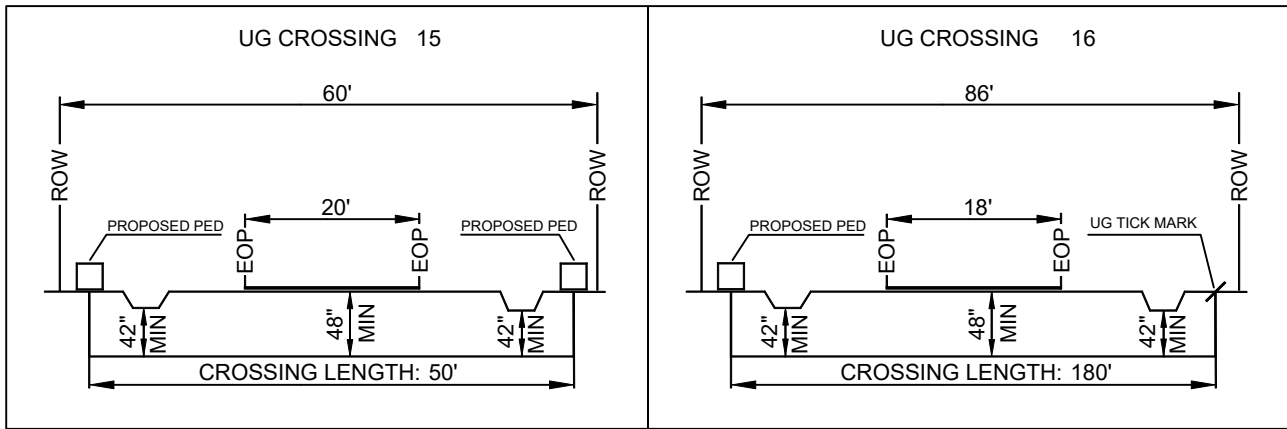 UG CROSSING 15
60'
ROW
ROW
20'
PROPOSED PED
PROPOSED PED
EOP
EOP
42"
MIN
48"
MIN
42"
MIN
CROSSING LENGTH: 50'
UG CROSSING 16
86'
ROW
ROW
18'
PROPOSED PED
UG TICK MARK
EOP
EOP
42"
MIN
48"
MIN
42"
MIN
CROSSING LENGTH: 180'